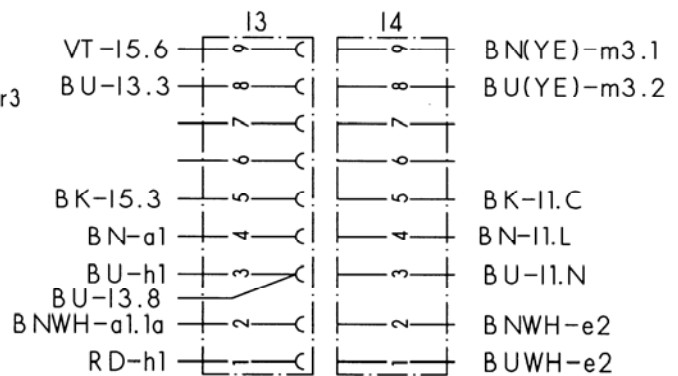 I3 I4
VT-I5.6 9 9 BN(YE)-m3.1
r3 BU-I3.3 8 8 BU(YE)-m3.2
7 7
6 6
BK-I5.3 5 5 BK-I1.C
BN-a1 4 4 BN-I1.L
BU-h1 3 3 BU-I1.N
BU-I3.8
BNWH-a1.1a 2 2 BNWH-e2
RD-h1 1 1 BUWH-e2